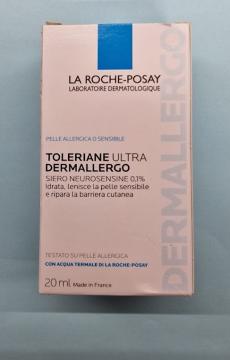 LA ROCHE-POSAY
LABORATOIRE DERMATOLOGIQUE
PELLE ALLERGICA O SENSIBILE
TOLERIANE ULTRA
DERMALLERGO
SIERO NEUROSENSINE 0,1%
Idrata, lenisce la pelle sensibile
e ripara la barriera cutanea
TESTATO SU PELLE ALLERGICA
CON ACQUA TERMALE DI LA ROCHE-POSAY
20 ml Made in France
DERMALLERGO